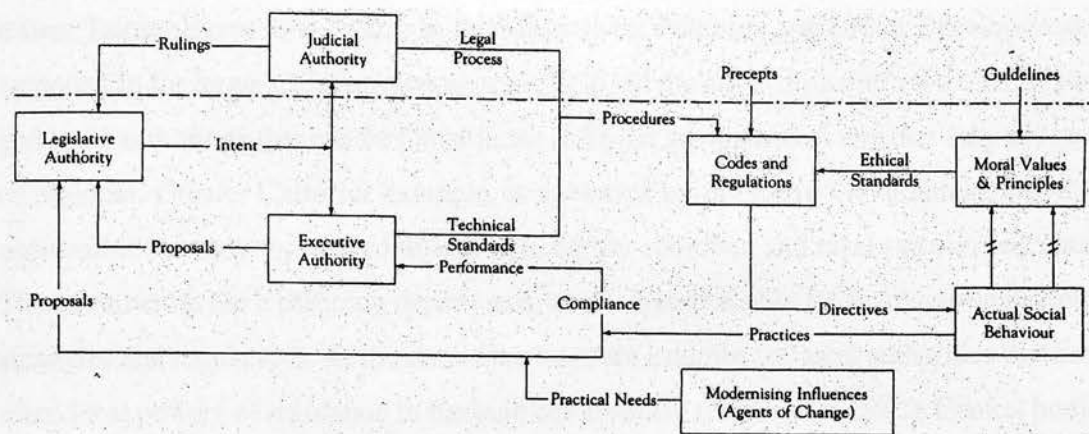 Rulings
Judicial
Authority
Legal
Process
Precepts
Guidelines
Legislative
Authority
Intent
Procedures
Codes and
Regulations
Ethical
Standards
Moral Values
& Principles
Proposals
Executive
Authority
Technical
Standards
Performance
Proposals
Compliance
Directives
Actual Social
Behaviour
Practices
Practical Needs
Modernising Influences
(Agents of Change)